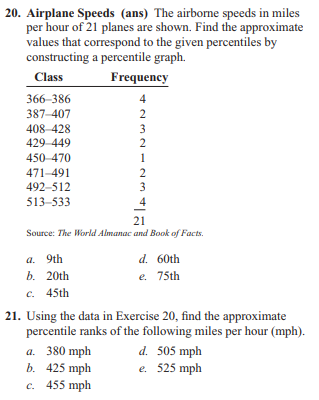 20. Airplane Speeds (ans) The airborne speeds in miles
per hour of 21 planes are shown. Find the approximate
values that correspond to the given percentiles by
constructing a percentile graph.
Class Frequency
366–386 4
387–407 2
408–428 3
429–449 2
450–470 1
471–491 2
492–512 3
513–533 4
21
Source: The World Almanac and Book of Facts.
a. 9th d. 60th
b. 20th e. 75th
c. 45th
21. Using the data in Exercise 20, find the approximate
percentile ranks of the following miles per hour (mph).
a. 380 mph d. 505 mph
b. 425 mph e. 525 mph
c. 455 mph